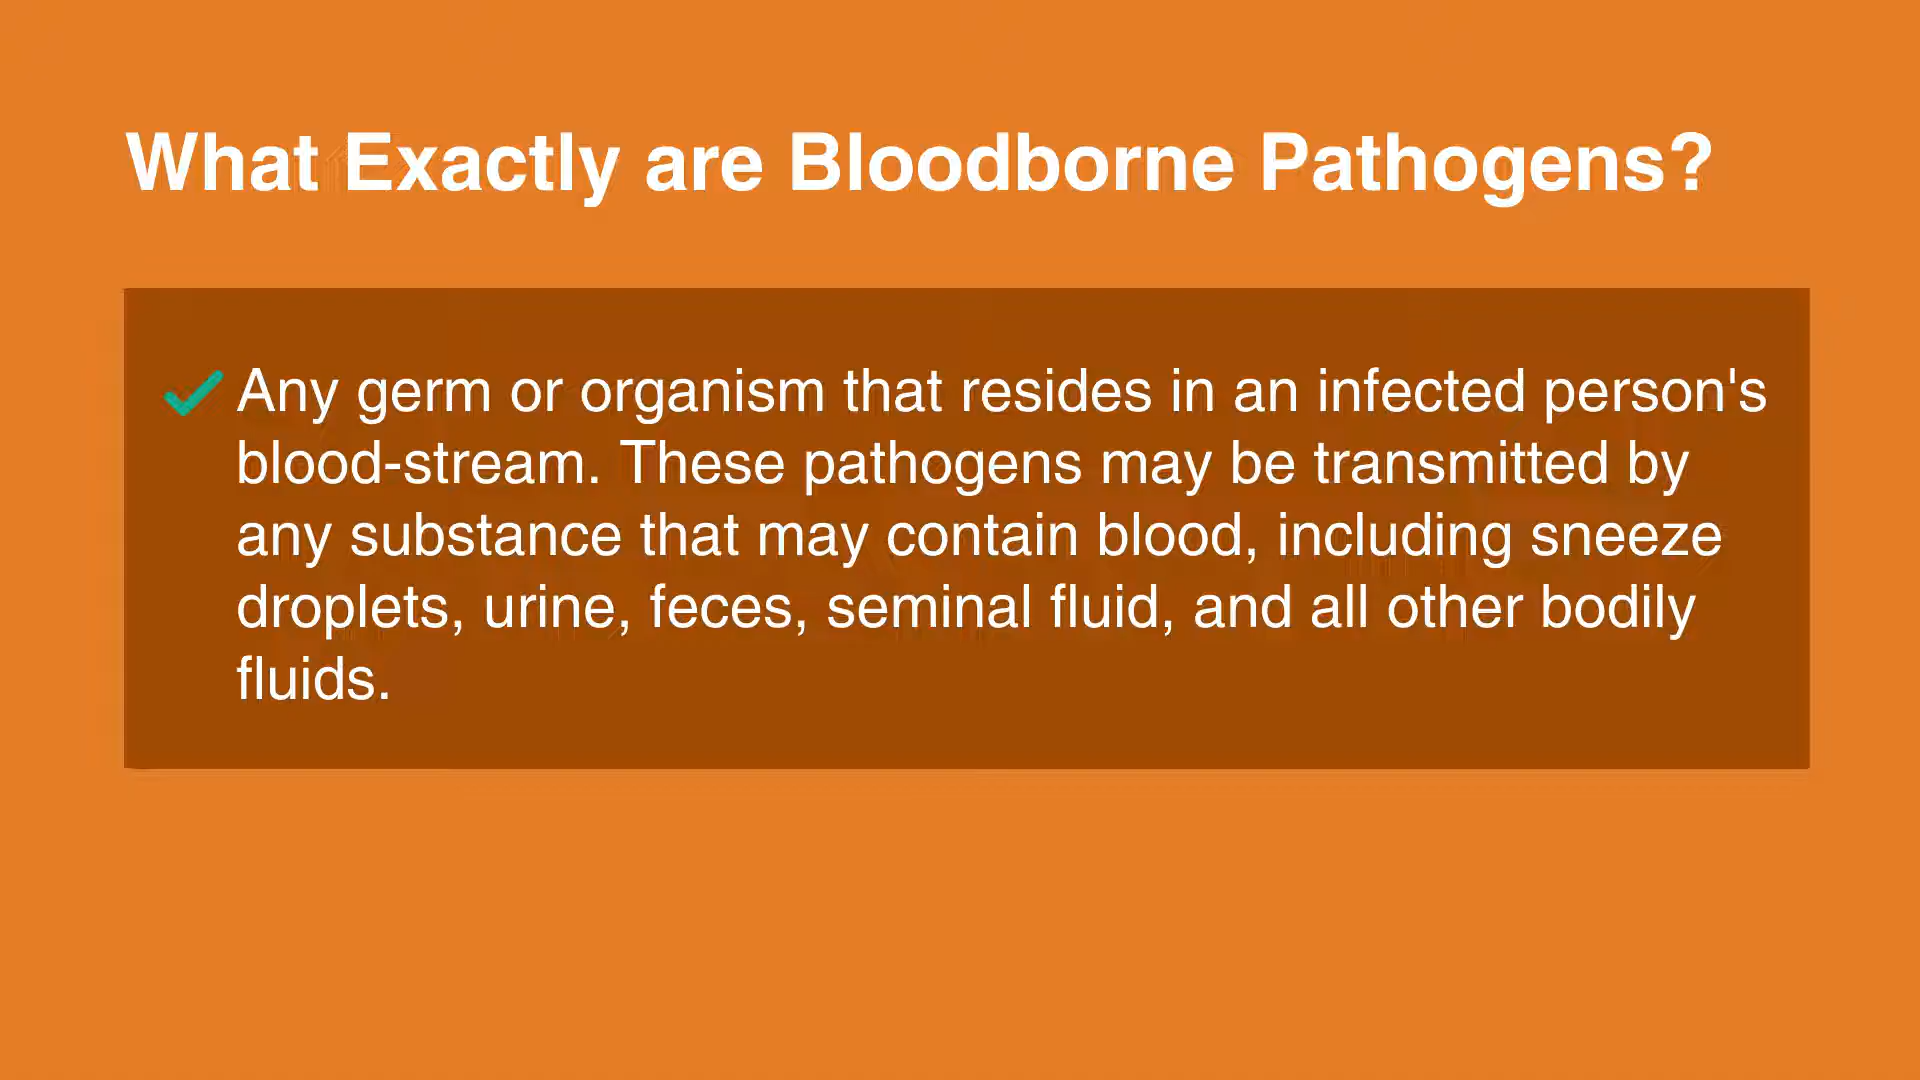 What Exactly are Bloodborne Pathogens?
Any germ or organism that resides in an infected person's
blood-stream. These pathogens may be transmitted by
any substance that may contain blood, including sneeze
droplets, urine, feces, seminal fluid, and all other bodily
fluids.